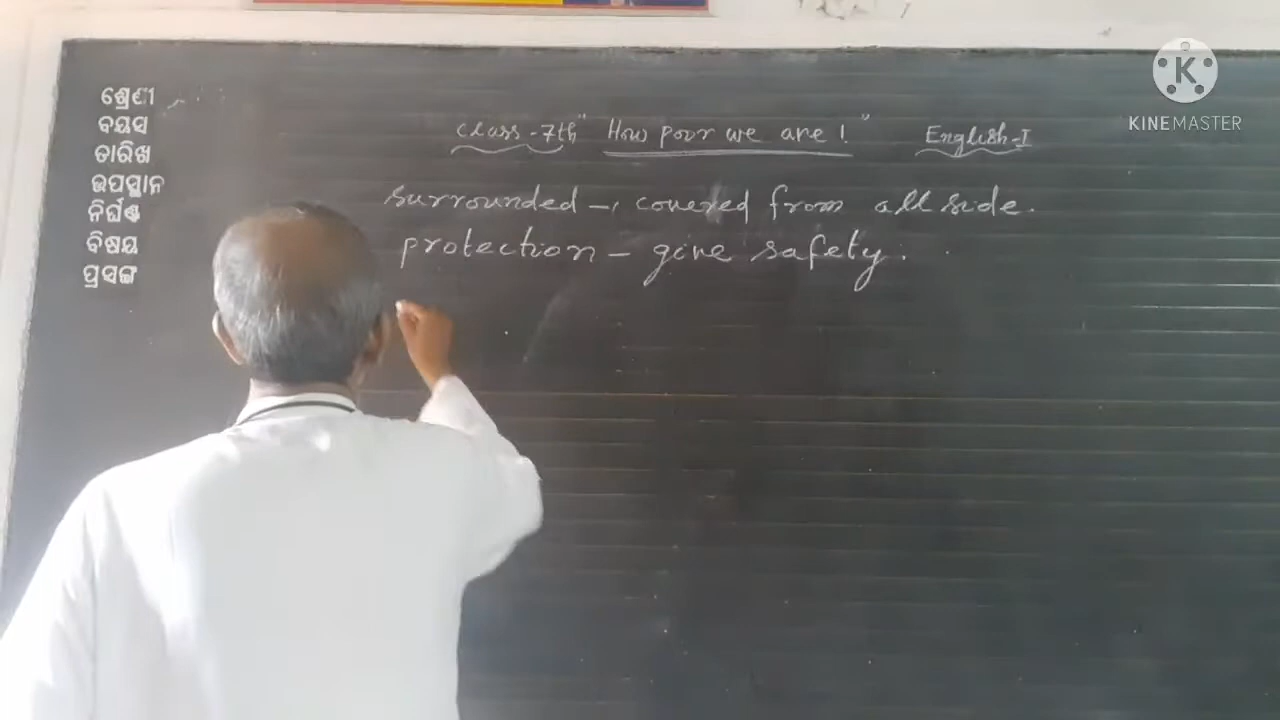 ଶ୍ରେଣୀ
ବୟସ
ତାରିଖ
ଉପସ୍ଥାନ
ନିର୍ଘଣ୍ଟ
ବିଷୟ
ପ୍ରସଙ୍ଗ
Class-7th "How poor we are!" English-I
surrounded - covered from all side.
protection - give safety.
KINEMASTER